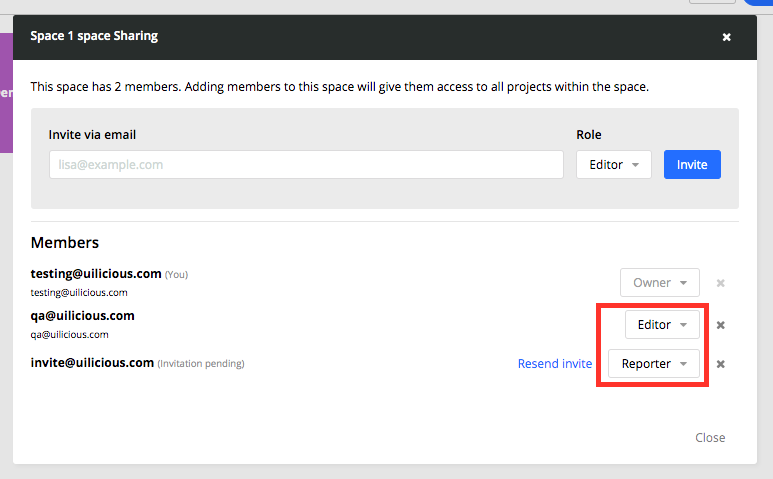 Space 1 space Sharing
This space has 2 members. Adding members to this space will give them access to all projects within the space.
Invite via email
Role
lisa@example.com
Editor
Invite
Members
testing@uilicious.com (You)
Owner
testing@uilicious.com
qa@uilicious.com
Editor
qa@uilicious.com
invite@uilicious.com (Invitation pending)
Resend invite
Reporter
Close